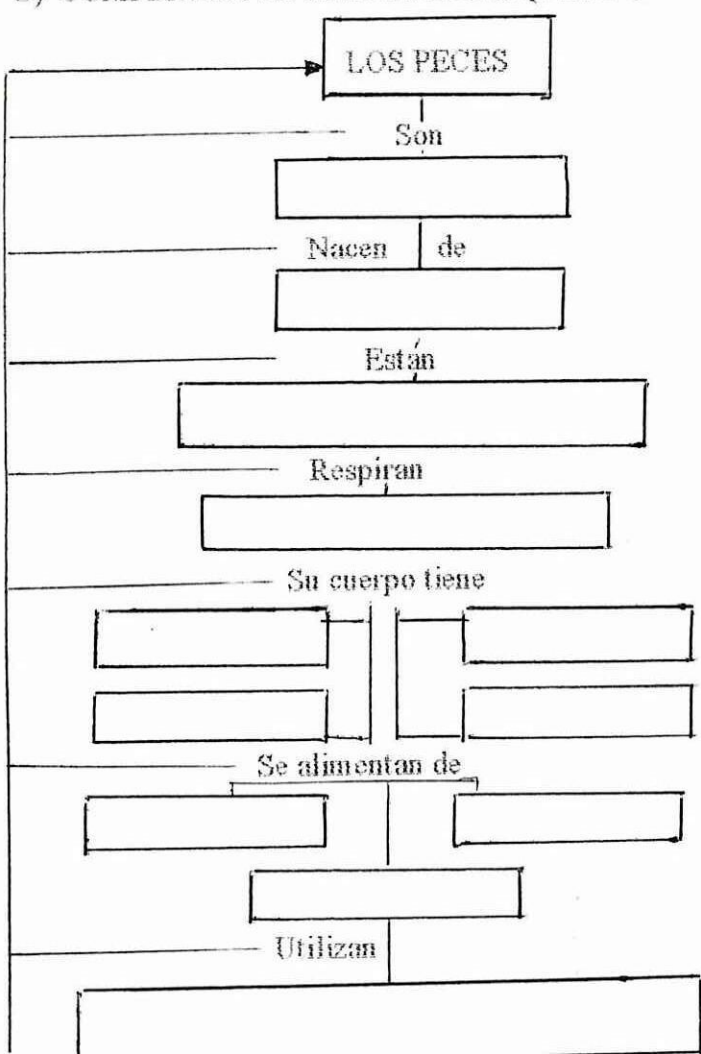 LOS PECES
Son
Nacen de
Están
Respiran
Su cuerpo tiene
Se alimentan de
Utilizan